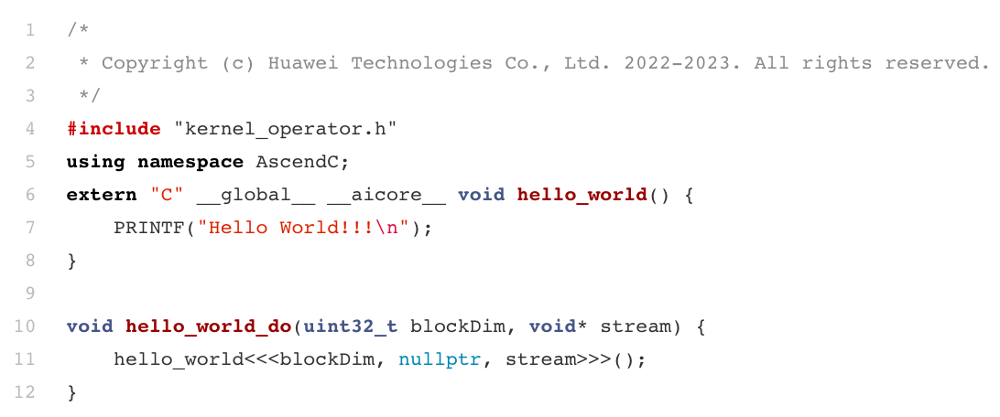 1 /*
2  * Copyright (c) Huawei Technologies Co., Ltd. 2022-2023. All rights reserved.
3  */
4 #include "kernel_operator.h"
5 using namespace AscendC;
6 extern "C" __global__ __aicore__ void hello_world() {
7     PRINTF("Hello World!!!\n");
8 }
9
10 void hello_world_do(uint32_t blockDim, void* stream) {
11     hello_world<<<blockDim, nullptr, stream>>>();
12 }